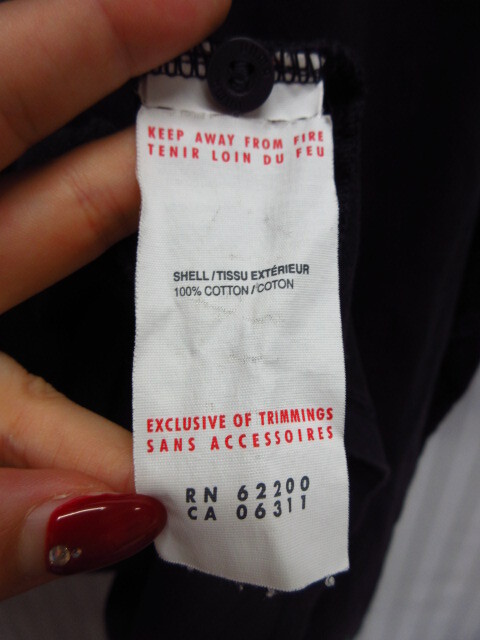 KEEP AWAY FROM FIRE
TENIR LOIN DU FEU
SHELL/TISSU EXTÉRIEUR
100% COTTON/COTON
EXCLUSIVE OF TRIMMINGS
SANS ACCESSOIRES
RN 62200
CA 06311